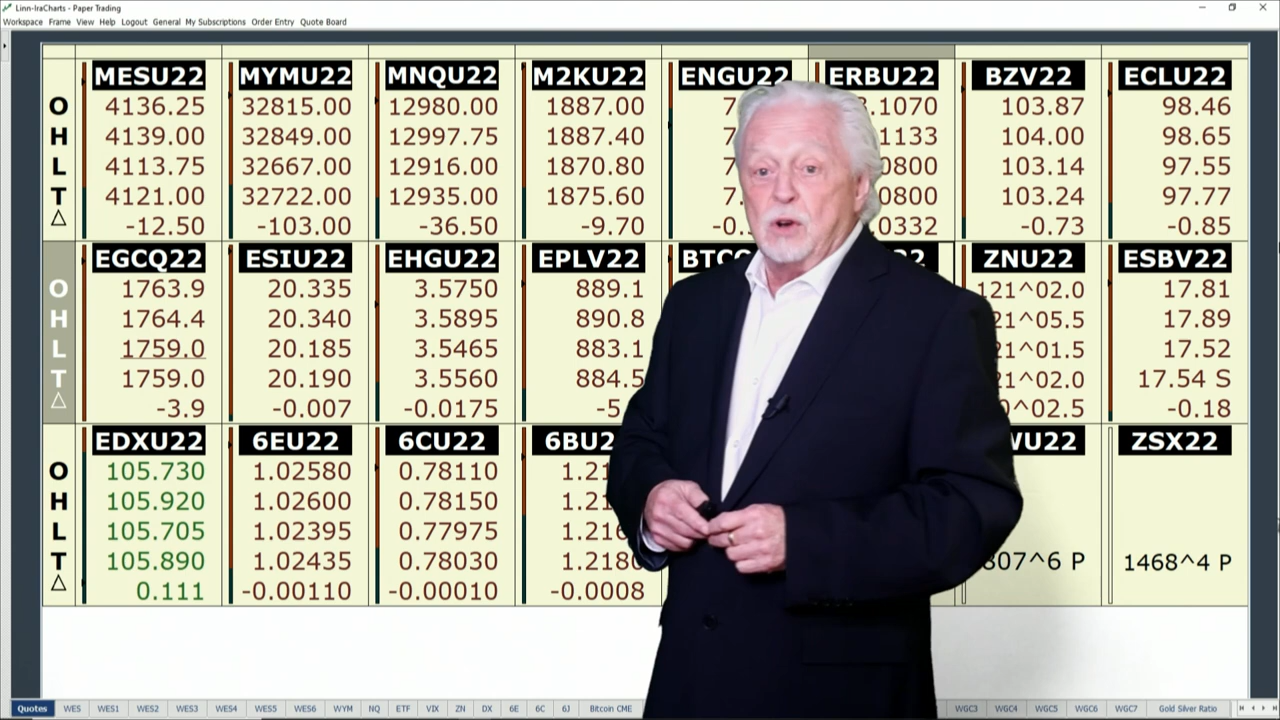 Linn-IraCharts - Paper Trading
Workspace Frame View Help Logout General My Subscriptions Order Entry Quote Board
MESU22 MYMU22 MNQU22 M2KU22 ENGU22 ERBU22 BZV22 ECLU22
O 4136.25 32815.00 12980.00 1887.00 103.87 98.46
H 4139.00 32849.00 12997.75 1887.40 104.00 98.65
L 4113.75 32667.00 12916.00 1870.80 103.14 97.55
T 4121.00 32722.00 12935.00 1875.60 103.24 97.77
△ -12.50 -103.00 -36.50 -9.70 -0.73 -0.85
EGCQ22 ESIU22 EHGU22 EPLV22 ZNU22 ESBV22
O 1763.9 20.335 3.5750 889.1 121^02.0 17.81
H 1764.4 20.340 3.5895 890.8 17.89
L 1759.0 20.185 3.5465 883.1 17.52
T 1759.0 20.190 3.5560 884.5 17.54 S
△ -3.9 -0.007 -0.0175 -5 -0.18
EDXU22 6EU22 6CU22 ZSX22
O 105.730 1.02580 0.78110
H 105.920 1.02600 0.78150
L 105.705 1.02395 0.77975
T 105.890 1.02435 0.78030 1.2180 807^6 P 1468^4 P
△ 0.111 -0.00110 -0.00010 -0.0008
Quotes WES WES1 WES2 WES3 WES4 WES5 WES6 WYM NQ ETF VIX ZN DX 6E 6C 6J Bitcoin CME WGC3 WGC4 WGC5 WGC6 WGC7 Gold Silver Ratio